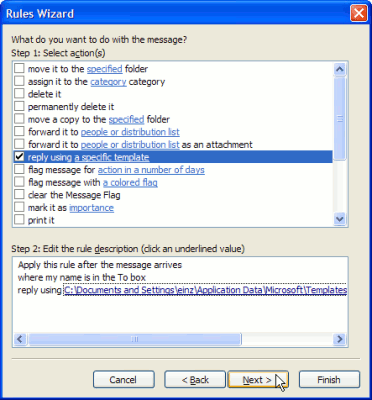 Rules Wizard
What do you want to do with the message?
Step 1: Select action(s)
move it to the specified folder
assign it to the category category
delete it
permanently delete it
move a copy to the specified folder
forward it to people or distribution list
forward it to people or distribution list as an attachment
reply using a specific template
flag message for action in a number of days
flag message with a colored flag
clear the Message Flag
mark it as importance
print it
Step 2: Edit the rule description (click an underlined value)
Apply this rule after the message arrives
where my name is in the To box
reply using C:\Documents and Settings\einz\Application Data\Microsoft\Templates
Cancel
< Back
Next >
Finish